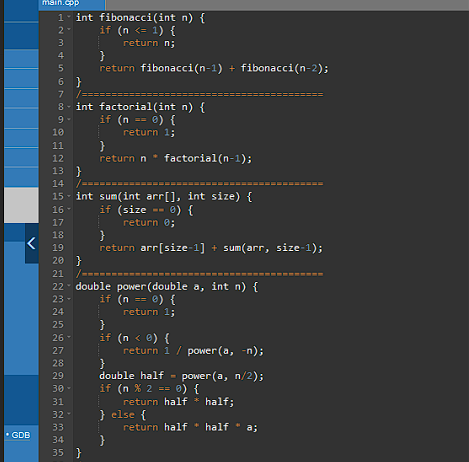 main.cpp
1 int fibonacci(int n) {
2 if (n <= 1) {
3 return n;
4 }
5 return fibonacci(n-1) + fibonacci(n-2);
6 }
7 /========================================
8 int factorial(int n) {
9 if (n == 0) {
10 return 1;
11 }
12 return n * factorial(n-1);
13 }
14 /========================================
15 int sum(int arr[], int size) {
16 if (size == 0) {
17 return 0;
18 }
19 return arr[size-1] + sum(arr, size-1);
20 }
21 /========================================
22 double power(double a, int n) {
23 if (n == 0) {
24 return 1;
25 }
26 if (n < 0) {
27 return 1 / power(a, -n);
28 }
29 double half = power(a, n/2);
30 if (n % 2 == 0) {
31 return half * half;
32 } else {
33 return half * half * a;
34 }
35 }
• GDB